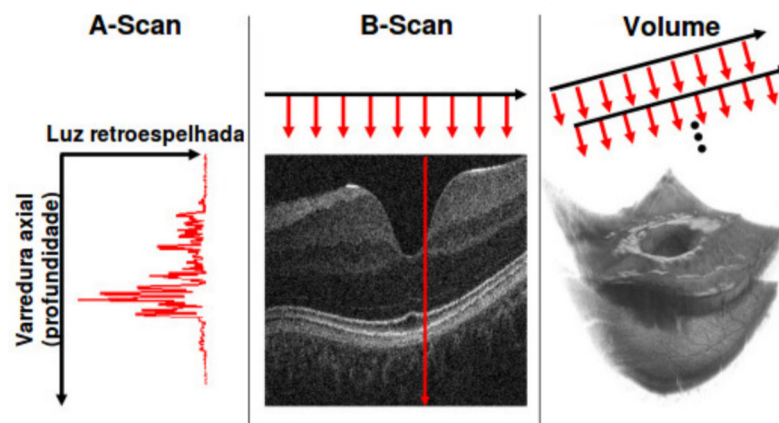 A-Scan
B-Scan
Volume
Luz retroespelhada
Varredura axial
(profundidade)